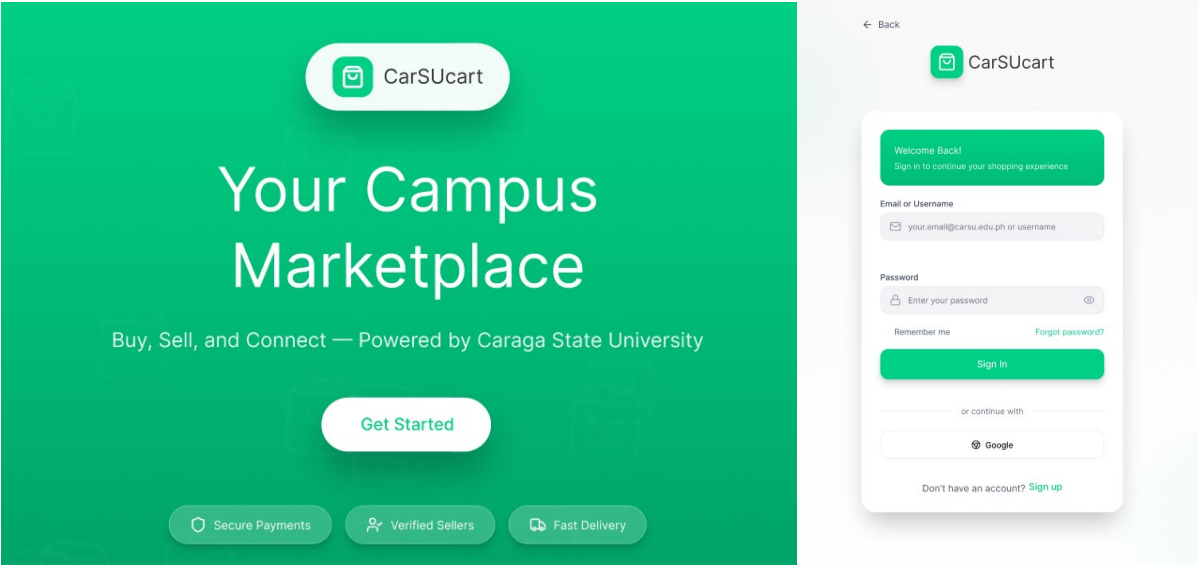 CarSUcart
Your Campus
Marketplace
Buy, Sell, and Connect — Powered by Caraga State University
Get Started
Secure Payments
Verified Sellers
Fast Delivery
Back
CarSUcart
Welcome Back!
Sign in to continue your shopping experience
Email or Username
your.email@carsu.edu.ph or username
Password
Enter your password
Remember me
Forgot password?
Sign In
or continue with
Google
Don't have an account? Sign up